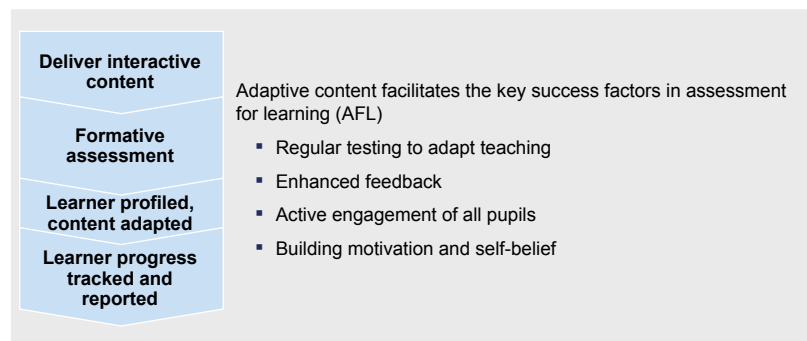 Deliver interactive
content
Formative
assessment
Learner profiled,
content adapted
Learner progress
tracked and
reported
Adaptive content facilitates the key success factors in assessment
for learning (AFL)
▪ Regular testing to adapt teaching
▪ Enhanced feedback
▪ Active engagement of all pupils
▪ Building motivation and self-belief